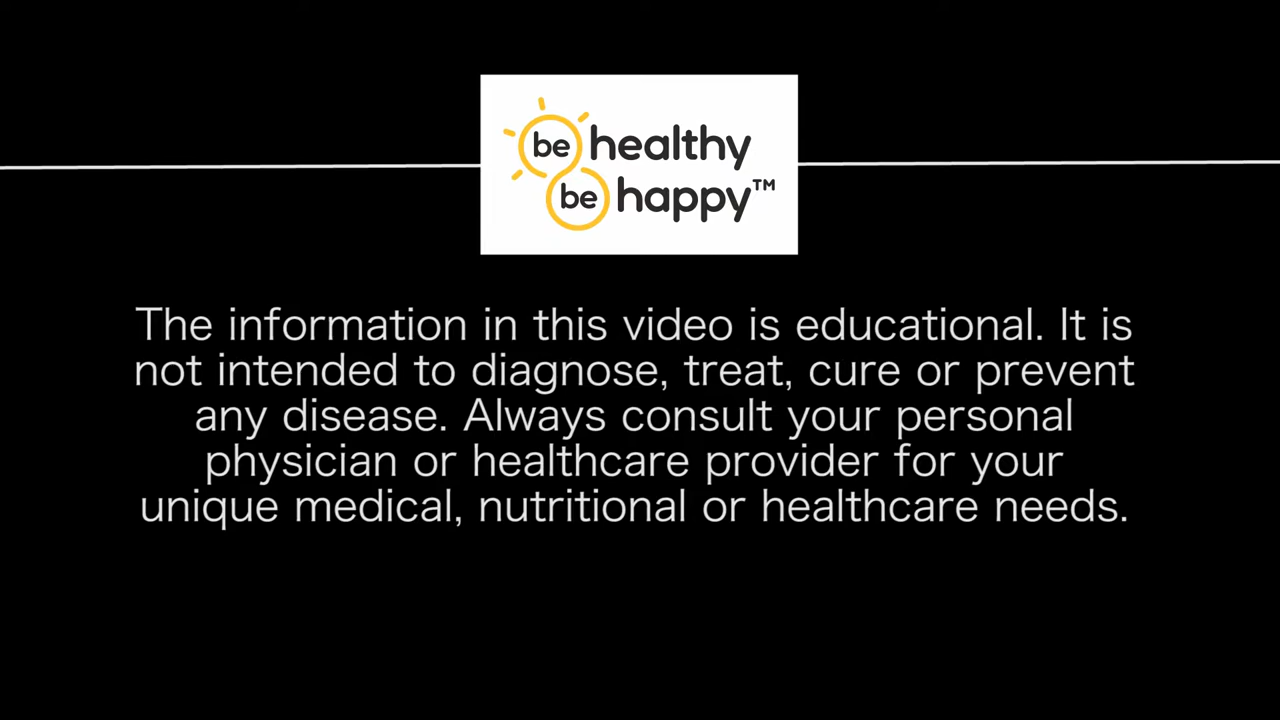 be healthy
be happy™
The information in this video is educational. It is
not intended to diagnose, treat, cure or prevent
any disease. Always consult your personal
physician or healthcare provider for your
unique medical, nutritional or healthcare needs.